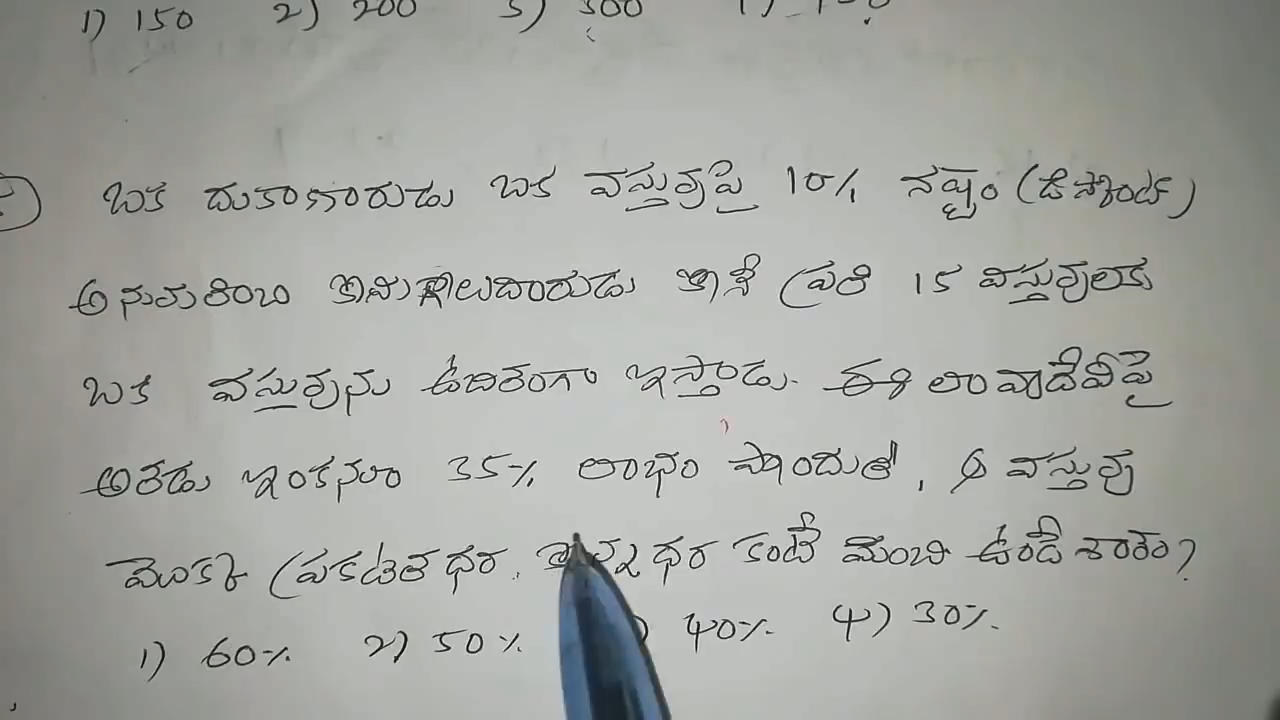 1) 150 2) 200 3) 300
ఒక దుకాణదారుడు ఒక వస్తువుపై 10% నష్టం (డిస్కౌంట్)
అనుమతించి
ప్రతి 15 వస్తువులకు
ఒక వస్తువును ఉచితంగా ఇస్తాడు. ఈ లావాదేవీపై
అతడు ఇంకనూ 35% లాభం పొందుతే, ఆ వస్తువు
మొక్క ప్రకటిత ధర, కొన్న ధర కంటే మించి ఉండే శాతం?
1) 60% 2) 50% ) 40% 4) 30%.